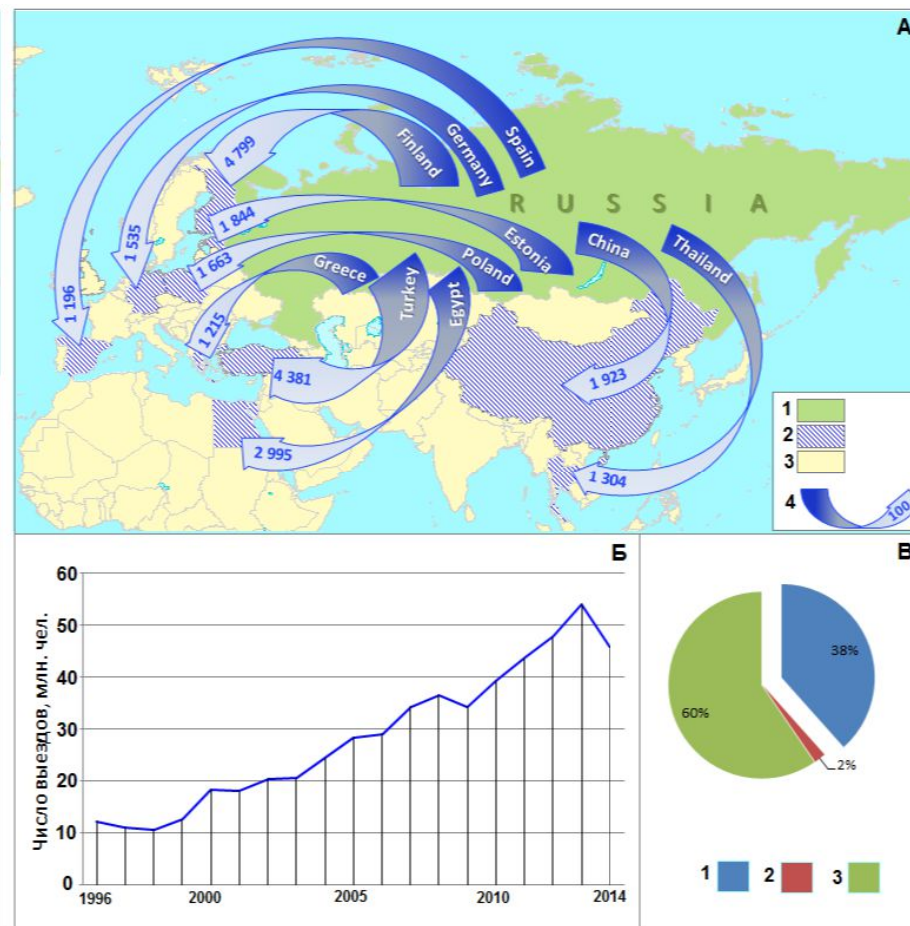 А
Spain
Germany
Finland
4 799
R U S S I A
1 844
1 535
Estonia
China
Thailand
1 663
Poland
Greece
Turkey
Egypt
1 196
1 215
4 381
1 923
2 995
1 304
1
2
3
4
100
Б
Число выездов, млн. чел.
60
50
40
30
20
10
0
1996
2000
2005
2010
2014
В
38%
60%
2%
1
2
3